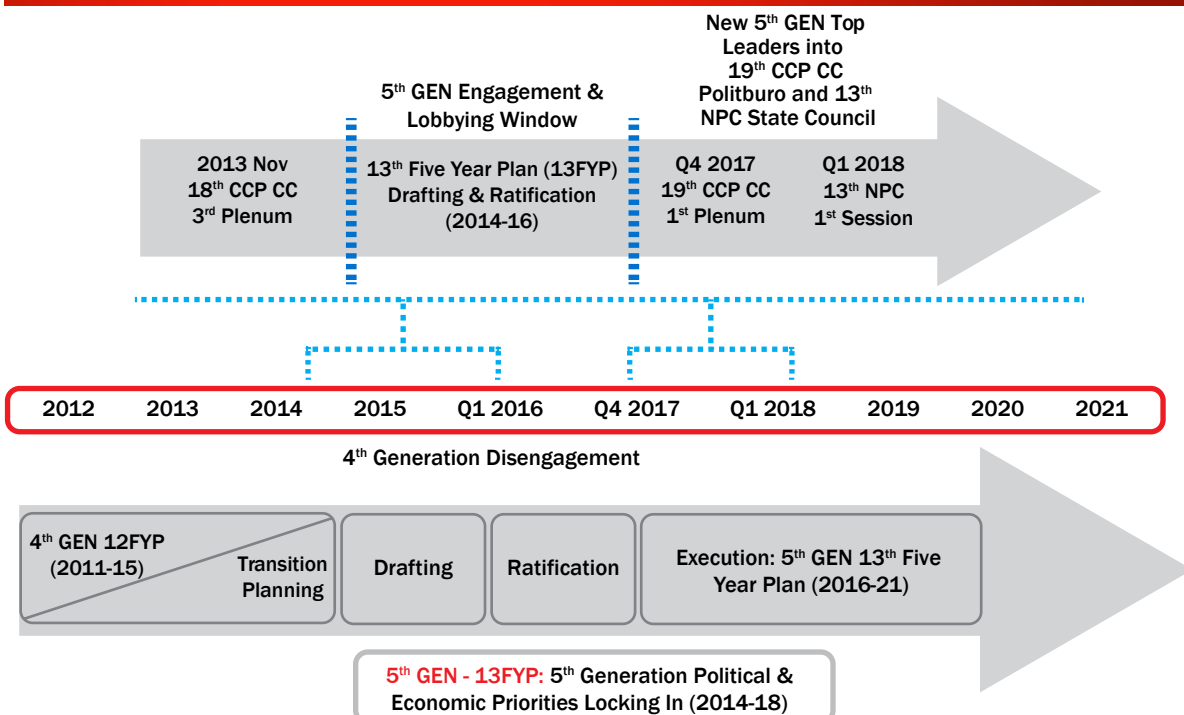 New 5th GEN Top
Leaders into
19th CCP CC
Politburo and 13th
NPC State Council
5th GEN Engagement &
Lobbying Window
2013 Nov
18th CCP CC
3rd Plenum
13th Five Year Plan (13FYP)
Drafting & Ratification
(2014-16)
Q4 2017
19th CCP CC
1st Plenum
Q1 2018
13th NPC
1st Session
2012 2013 2014 2015 Q1 2016 Q4 2017 Q1 2018 2019 2020 2021
4th Generation Disengagement
4th GEN 12FYP
(2011-15)
Transition
Planning
Drafting
Ratification
Execution: 5th GEN 13th Five
Year Plan (2016-21)
5th GEN - 13FYP: 5th Generation Political &
Economic Priorities Locking In (2014-18)